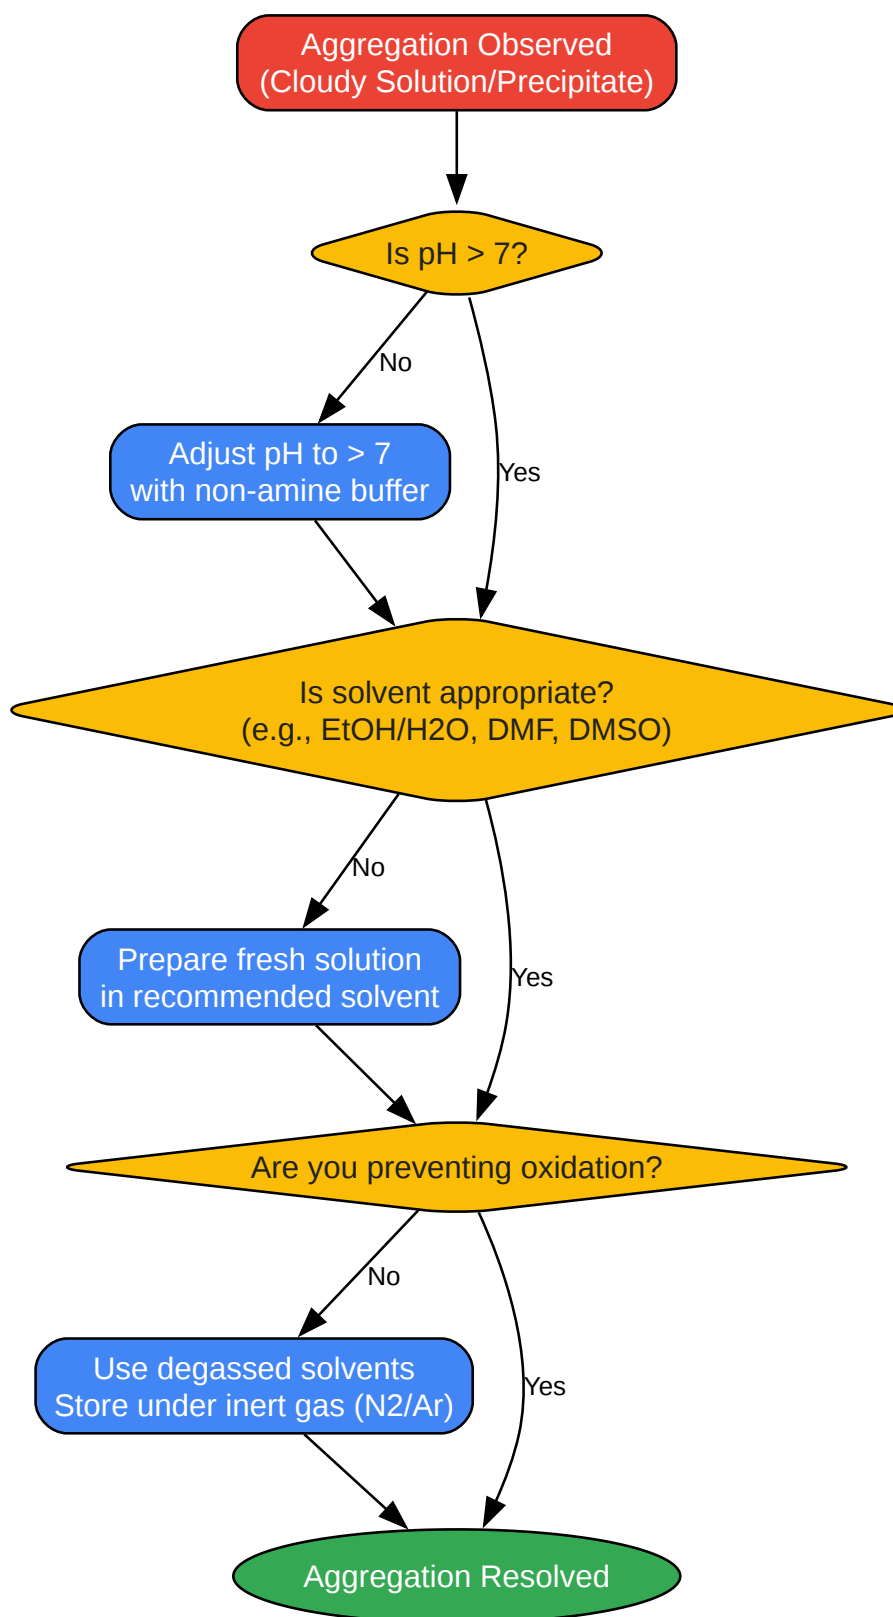 Aggregation Observed
(Cloudy Solution/Precipitate)
Is pH > 7?
No
Adjust pH to > 7
with non-amine buffer
Yes
Is solvent appropriate?
(e.g., EtOH/H2O, DMF, DMSO)
No
Prepare fresh solution
in recommended solvent
Yes
Are you preventing oxidation?
No
Use degassed solvents
Store under inert gas (N2/Ar)
Yes
Aggregation Resolved